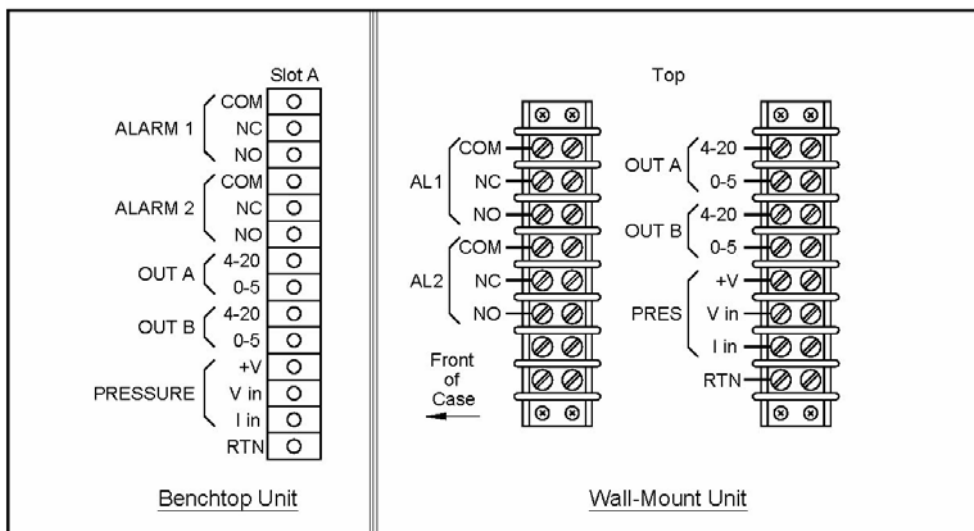 Slot A
ALARM 1
COM
NC
NO
ALARM 2
COM
NC
NO
OUT A
4-20
0-5
OUT B
4-20
0-5
PRESSURE
+V
V in
I in
RTN
Benchtop Unit
Top
AL1
COM
NC
NO
AL2
COM
NC
NO
Front
of
Case
OUT A
4-20
0-5
OUT B
4-20
0-5
PRES
+V
V in
I in
RTN
Wall-Mount Unit